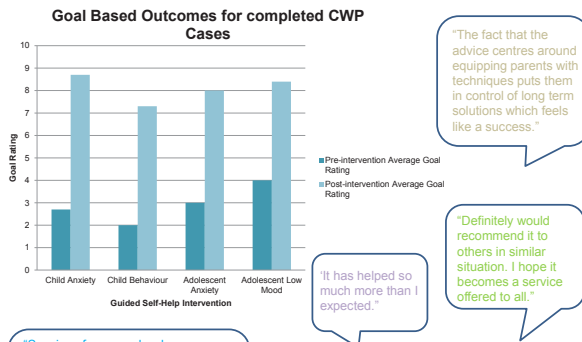 Goal Based Outcomes for completed CWP
Cases
10
9
8
7
6
5
4
3
2
1
0
Goal Rating
Child Anxiety
Child Behaviour
Adolescent
Anxiety
Adolescent Low
Mood
Guided Self-Help Intervention
Pre-intervention Average Goal
Rating
Post-intervention Average Goal
Rating
“The fact that the
advice centres around
equipping parents with
techniques puts them
in control of long term
solutions which feels
like a success.”
“Definitely would
recommend it to
others in similar
situation. I hope it
becomes a service
offered to all.”
‘It has helped so
much more than I
expected.”